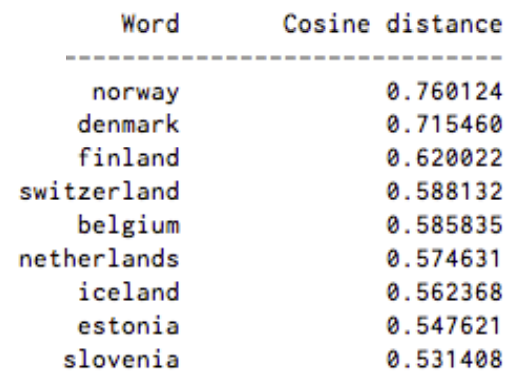 Word Cosine distance
---------------------------------
norway 0.760124
denmark 0.715460
finland 0.620022
switzerland 0.588132
belgium 0.585835
netherlands 0.574631
iceland 0.562368
estonia 0.547621
slovenia 0.531408